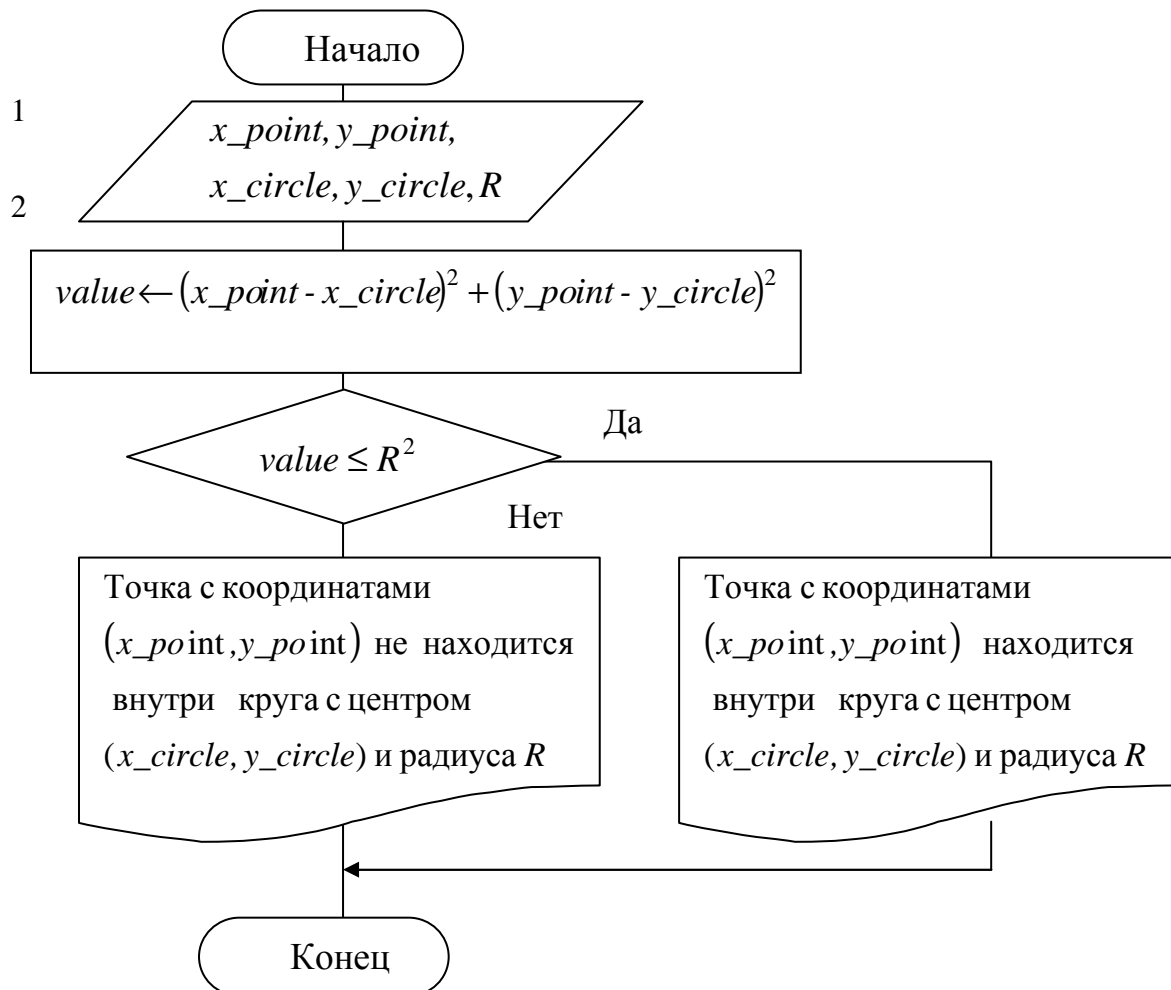 Начало
1
x_point, y_point,
x_circle, y_circle, R
2
value ← (x_point - x_circle)² + (y_point - y_circle)²
value ≤ R²
Да
Нет
Точка с координатами
(x_point, y_point) не находится
внутри круга с центром
(x_circle, y_circle) и радиуса R
Точка с координатами
(x_point, y_point) находится
внутри круга с центром
(x_circle, y_circle) и радиуса R
Конец